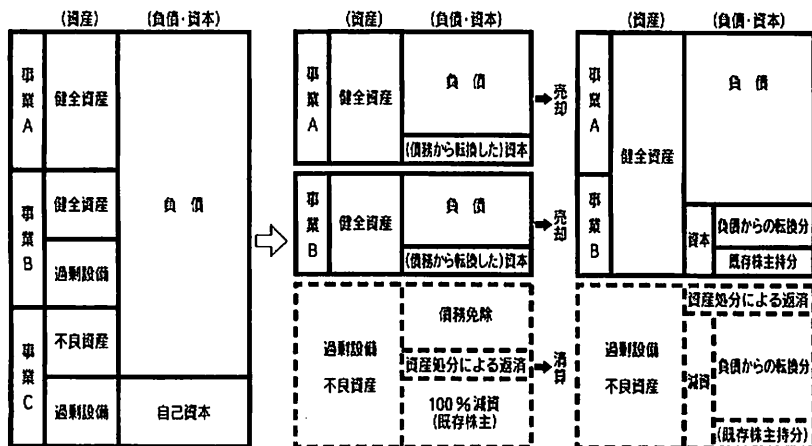 (資産)
(負債・資本)
事業A
健全資産
事業B
健全資産
過剰設備
負債
事業C
不良資産
過剰設備
自己資本
(資産)
(負債・資本)
事業A
健全資産
負債
(債務から転換した)資本
売却
事業B
健全資産
負債
(債務から転換した)資本
売却
過剰設備
不良資産
債務免除
資産処分による返済
100%減資
(既存株主)
清算
(資産)
(負債・資本)
事業A
事業B
健全資産
負債
資本
負債からの転換分
既存株主持分
過剰設備
不良資産
資産処分による返済
減資
負債からの転換分
(既存株主持分)